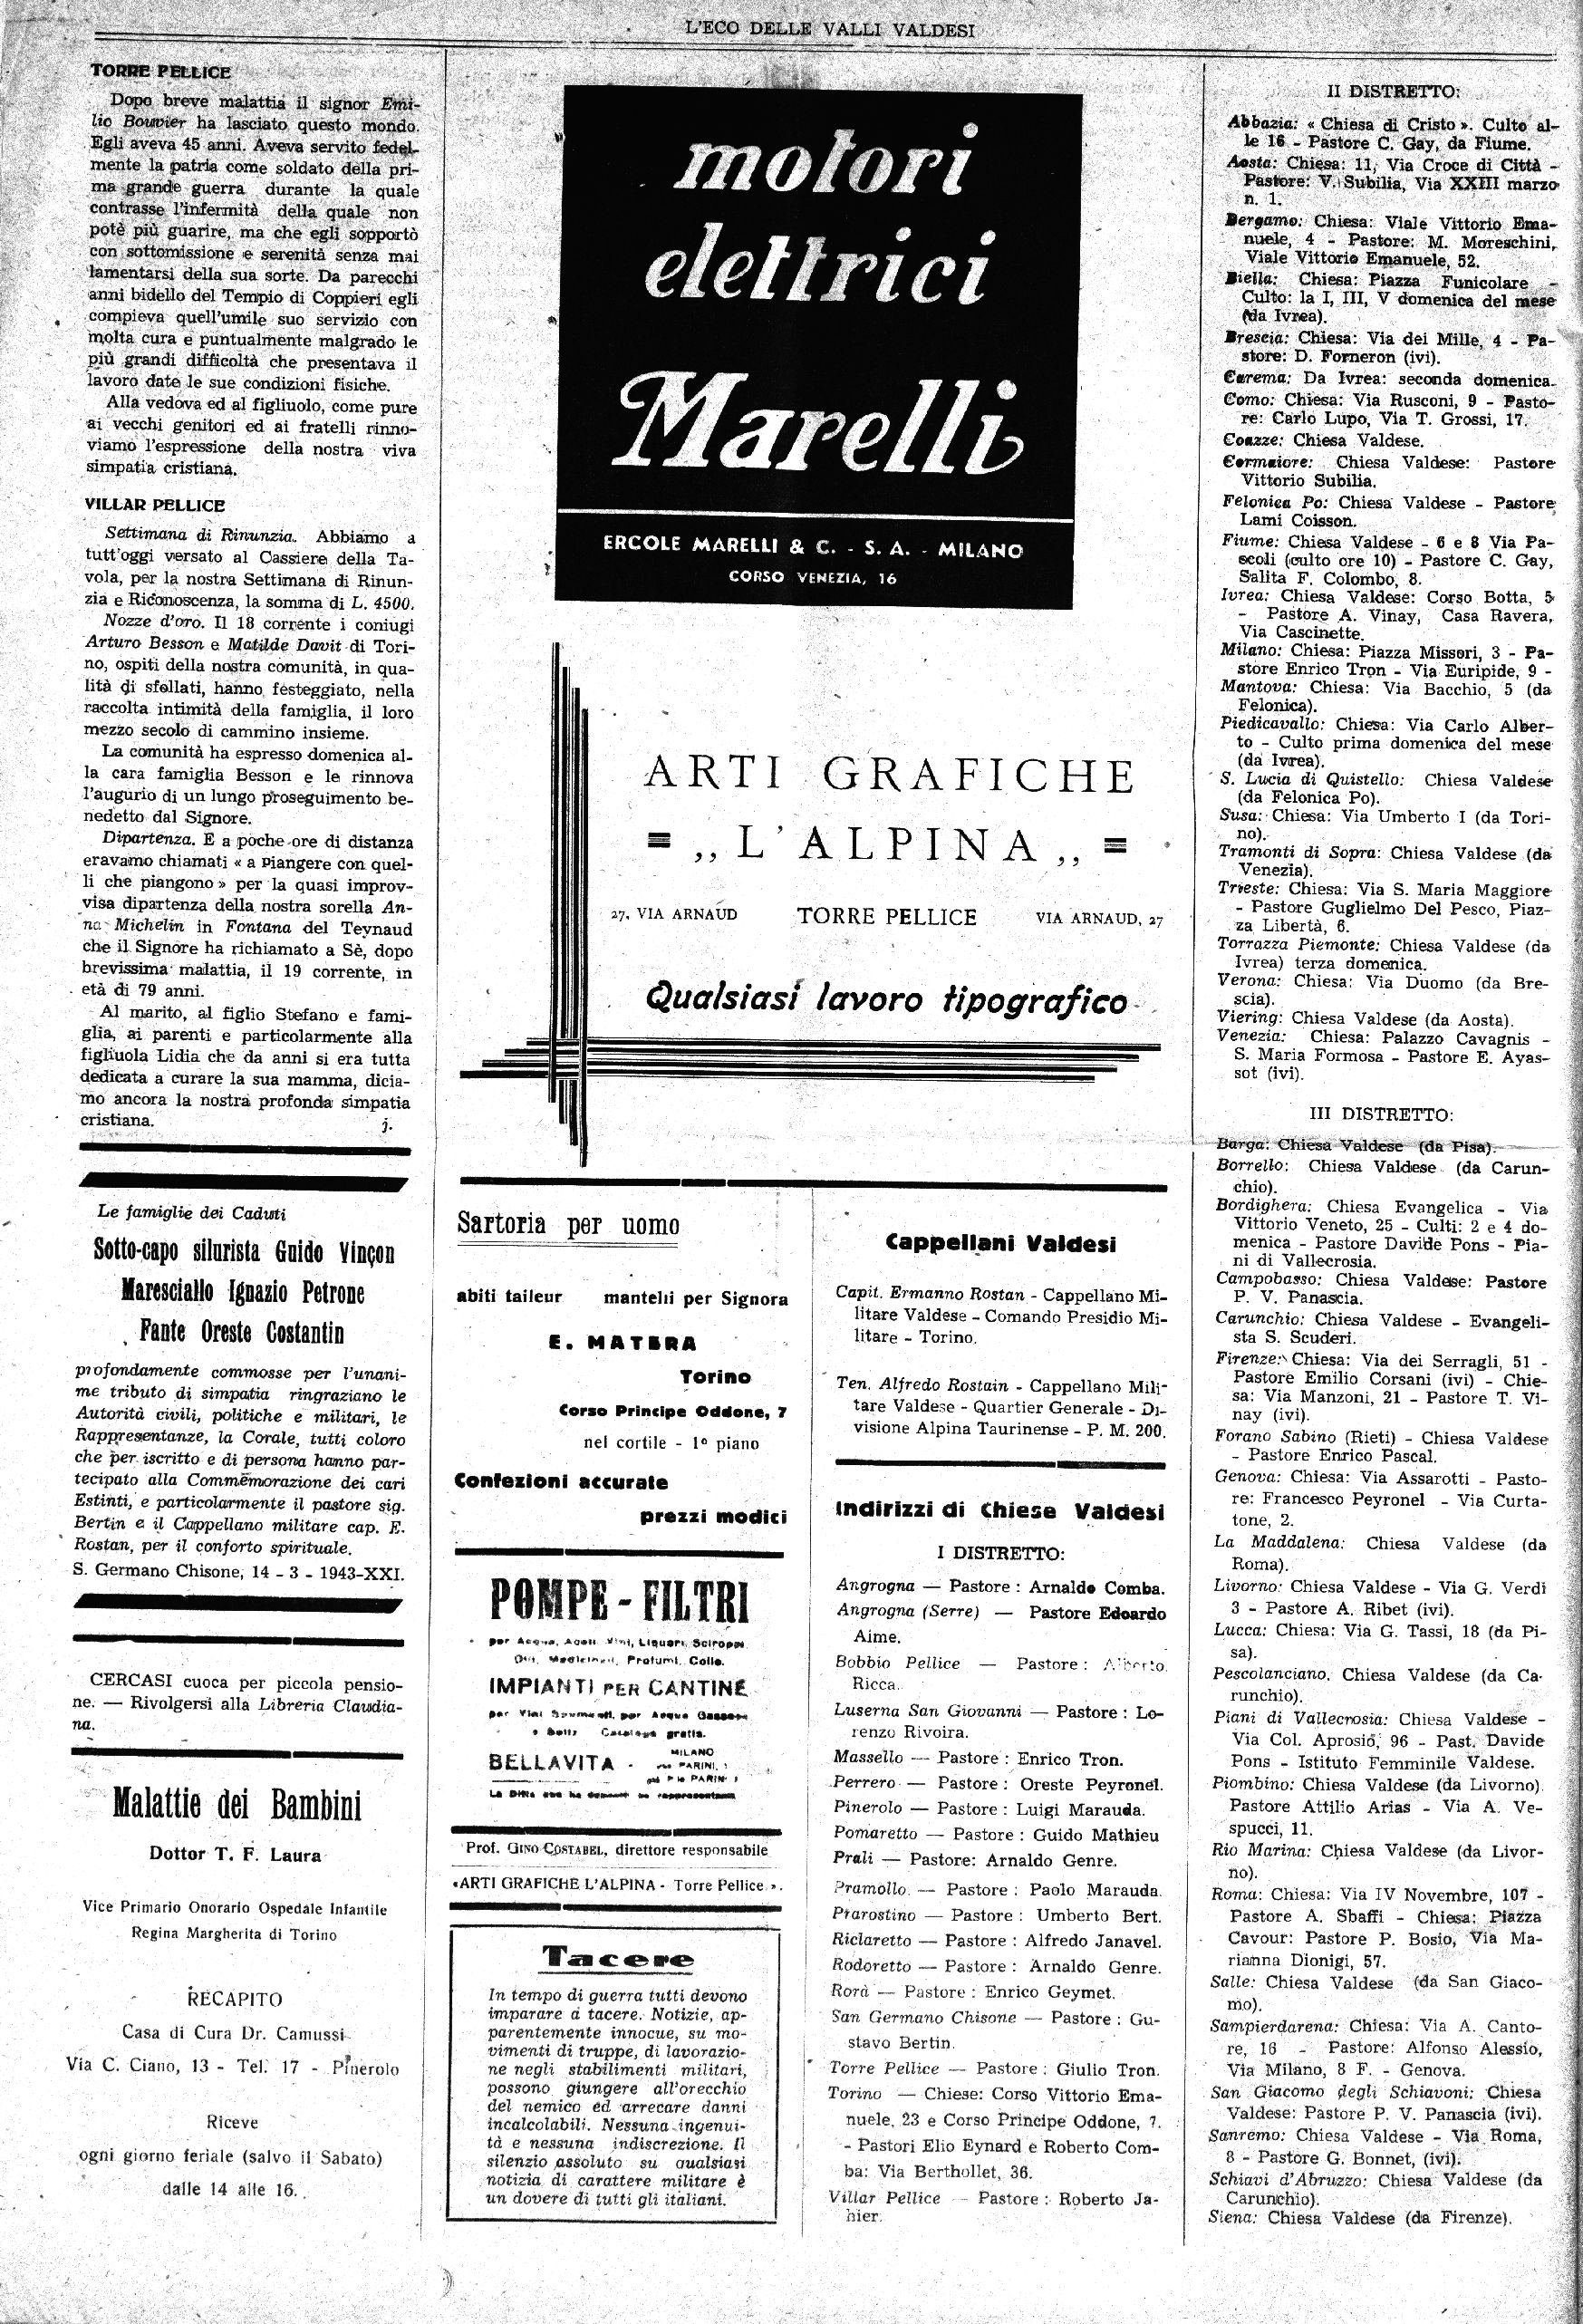 L'ECO DELLE VALLI VALDESI
TORRE PELLICE
Dopo breve malattia il signor Emi-
lio Bouvier ha lasciato questo mondo.
Egli aveva 45 anni. Aveva servito fedel-
mente la patria come soldato della pri-
ma grande guerra durante la quale
contrasse l'infermità della quale non
potè più guarire, ma che egli sopportò
con sottomissione e serenità senza mai
lamentarsi della sua sorte. Da parecchi
anni bidello del Tempio di Coppieri egli
compieva quell'umile suo servizio con
molta cura e puntualmente malgrado le
più grandi difficoltà che presentava il
lavoro date le sue condizioni fisiche.
Alla vedova ed al figliuolo, come pure
ai vecchi genitori ed ai fratelli rinno-
viamo l'espressione della nostra viva
simpatia cristiana.
VILLAR PELLICE
Settimana di Rinunzia. Abbiamo a
tutt'oggi versato al Cassiere della Ta-
vola, per la nostra Settimana di Rinun-
zia e Riconoscenza, la somma di L. 4500.
Nozze d'oro. Il 18 corrente i coniugi
Arturo Besson e Matilde Davit di Tori-
no, ospiti della nostra comunità, in qua-
lità di sfollati, hanno festeggiato, nella
raccolta intimità della famiglia, il loro
mezzo secolo di cammino insieme.
La comunità ha espresso domenica al-
la cara famiglia Besson e le rinnova
l'augurio di un lungo proseguimento be-
nedetto dal Signore.
Dipartenza. E a poche ore di distanza
eravamo chiamati « a piangere con quel-
li che piangono » per la quasi improv-
visa dipartenza della nostra sorella An-
na Michelin in Fontana del Teynaud
che il Signore ha richiamato a Sè, dopo
brevissima malattia, il 19 corrente, in
età di 79 anni.
Al marito, al figlio Stefano e fami-
glia, ai parenti e particolarmente alla
figliuola Lidia che da anni si era tutta
dedicata a curare la sua mamma, dicia-
mo ancora la nostra profonda simpatia
cristiana. j.
Le famiglie dei Caduti
Sotto-capo silurista Guido Vinçon
Maresciallo Ignazio Petrone
Fante Oreste Costantin
profondamente commosse per l'unani-
me tributo di simpatia ringraziano le
Autorità civili, politiche e militari, le
Rappresentanze, la Corale, tutti coloro
che per iscritto e di persona hanno par-
tecipato alla Commemorazione dei cari
Estinti, e particolarmente il pastore sig.
Bertin e il Cappellano militare cap. E.
Rostan, per il conforto spirituale.
S. Germano Chisone, 14 - 3 - 1943-XXI.
CERCASI cuoca per piccola pensio-
ne. — Rivolgersi alla Libreria Claudia-
na.
Malattie dei Bambini
Dottor T. F. Laura
Vice Primario Onorario Ospedale Infantile
Regina Margherita di Torino
RECAPITO
Casa di Cura Dr. Camussi
Via C. Ciano, 13 - Tel. 17 - Pinerolo
Riceve
ogni giorno feriale (salvo il Sabato)
dalle 14 alle 16.
motori
elettrici
Marelli
ERCOLE MARELLI & C. - S. A. - MILANO
CORSO VENEZIA, 16
ARTI GRAFICHE
= ,, L'ALPINA ,, =
27, VIA ARNAUD TORRE PELLICE VIA ARNAUD, 27
Qualsiasi lavoro tipografico
Sartoria per uomo
abiti taileur mantelli per Signora
E. MATERA
Torino
Corso Principe Oddone, 7
nel cortile - 1º piano
Confezioni accurate
prezzi modici
POMPE - FILTRI
per Acqua, Aceti, Vini, Liquori, Sciroppi
Olii, Medicinali, Profumi, Colle.
IMPIANTI PER CANTINE
per Vini Spumanti, per Acque Gassose
e Seltz Catalogo gratis.
BELLAVITA - MILANO
PARINI, 1
P.le PARINI 1
Prof. GINO COSTABEL, direttore responsabile
«ARTI GRAFICHE L'ALPINA - Torre Pellice ».
Tacere
In tempo di guerra tutti devono
imparare a tacere. Notizie, ap-
parentemente innocue, su mo-
vimenti di truppe, di lavorazio-
ne negli stabilimenti militari,
possono giungere all'orecchio
del nemico ed arrecare danni
incalcolabili. Nessuna ingenui-
tà e nessuna indiscrezione. Il
silenzio assoluto su qualsiasi
notizia di carattere militare è
un dovere di tutti gli italiani.
Cappellani Valdesi
Capit. Ermanno Rostan - Cappellano Mi-
litare Valdese - Comando Presidio Mi-
litare - Torino.
Ten. Alfredo Rostain - Cappellano Mili-
tare Valdese - Quartier Generale - Di-
visione Alpina Taurinense - P. M. 200.
Indirizzi di Chiese Valdesi
I DISTRETTO:
Angrogna — Pastore : Arnaldo Comba.
Angrogna (Serre) — Pastore Edoardo
Aime.
Bobbio Pellice — Pastore : Alberto
Ricca.
Luserna San Giovanni — Pastore : Lo-
renzo Rivoira.
Massello — Pastore : Enrico Tron.
Perrero — Pastore : Oreste Peyronel.
Pinerolo — Pastore : Luigi Marauda.
Pomaretto — Pastore : Guido Mathieu
Prali — Pastore: Arnaldo Genre.
Pramollo — Pastore : Paolo Marauda.
Prarostino — Pastore : Umberto Bert.
Riclaretto — Pastore : Alfredo Janavel.
Rodoretto — Pastore : Arnaldo Genre.
Rorà — Pastore : Enrico Geymet.
San Germano Chisone — Pastore : Gu-
stavo Bertin.
Torre Pellice — Pastore : Giulio Tron.
Torino — Chiese: Corso Vittorio Ema-
nuele, 23 e Corso Principe Oddone, 7.
- Pastori Elio Eynard e Roberto Com-
ba: Via Berthollet, 36.
Villar Pellice — Pastore : Roberto Ja-
hier.
II DISTRETTO:
Abbazia: « Chiesa di Cristo ». Culto al-
le 16 - Pastore C. Gay, da Fiume.
Aosta: Chiesa: 11, Via Croce di Città -
Pastore: V. Subilia, Via XXIII marzo
n. 1.
Bergamo: Chiesa: Viale Vittorio Ema-
nuele, 4 - Pastore: M. Moreschini,
Viale Vittorio Emanuele, 52.
Biella: Chiesa: Piazza Funicolare -
Culto: la I, III, V domenica del mese
(da Ivrea).
Brescia: Chiesa: Via dei Mille, 4 - Pa-
store: D. Forneron (ivi).
Carema: Da Ivrea: seconda domenica.
Como: Chiesa: Via Rusconi, 9 - Pasto-
re: Carlo Lupo, Via T. Grossi, 17.
Coazze: Chiesa Valdese.
Cormaiore: Chiesa Valdese: Pastore
Vittorio Subilia.
Felonica Po: Chiesa Valdese - Pastore
Lami Coisson.
Fiume: Chiesa Valdese - 6 e 8 Via Pa-
scoli (culto ore 10) - Pastore C. Gay,
Salita F. Colombo, 8.
Ivrea: Chiesa Valdese: Corso Botta, 5
- Pastore A. Vinay, Casa Ravera,
Via Cascinette.
Milano: Chiesa: Piazza Missori, 3 - Pa-
store Enrico Tron - Via Euripide, 9 -
Mantova: Chiesa: Via Bacchio, 5 (da
Felonica).
Piedicavallo: Chiesa: Via Carlo Alber-
to - Culto prima domenica del mese
(da Ivrea).
S. Lucia di Quistello: Chiesa Valdese
(da Felonica Po).
Susa: Chiesa: Via Umberto I (da Tori-
no).
Tramonti di Sopra: Chiesa Valdese (da
Venezia).
Trieste: Chiesa: Via S. Maria Maggiore
- Pastore Guglielmo Del Pesco, Piaz-
za Libertà, 6.
Torrazza Piemonte: Chiesa Valdese (da
Ivrea) terza domenica.
Verona: Chiesa: Via Duomo (da Bre-
scia).
Viering: Chiesa Valdese (da Aosta).
Venezia: Chiesa: Palazzo Cavagnis -
S. Maria Formosa - Pastore E. Ayas-
sot (ivi).
III DISTRETTO:
Barga: Chiesa Valdese (da Pisa).
Borrello: Chiesa Valdese (da Carun-
chio).
Bordighera: Chiesa Evangelica - Via
Vittorio Veneto, 25 - Culti: 2 e 4 do-
menica - Pastore Davide Pons - Pia-
ni di Vallecrosia.
Campobasso: Chiesa Valdese: Pastore
P. V. Panascia.
Carunchio: Chiesa Valdese - Evangeli-
sta S. Scuderi.
Firenze: Chiesa: Via dei Serragli, 51 -
Pastore Emilio Corsani (ivi) - Chie-
sa: Via Manzoni, 21 - Pastore T. Vi-
nay (ivi).
Forano Sabino (Rieti) - Chiesa Valdese
- Pastore Enrico Pascal.
Genova: Chiesa: Via Assarotti - Pasto-
re: Francesco Peyronel - Via Curta-
tone, 2.
La Maddalena: Chiesa Valdese (da
Roma).
Livorno: Chiesa Valdese - Via G. Verdi
3 - Pastore A. Ribet (ivi).
Lucca: Chiesa: Via G. Tassi, 18 (da Pi-
sa).
Pescolanciano. Chiesa Valdese (da Ca-
runchio).
Piani di Vallecrosia: Chiesa Valdese -
Via Col. Aprosio, 96 - Past. Davide
Pons - Istituto Femminile Valdese.
Piombino: Chiesa Valdese (da Livorno)
Pastore Attilio Arias - Via A. Ve-
spucci, 11.
Rio Marina: Chiesa Valdese (da Livor-
no).
Roma: Chiesa: Via IV Novembre, 107 -
Pastore A. Sbaffi - Chiesa: Piazza
Cavour: Pastore P. Bosio, Via Ma-
rianna Dionigi, 57.
Salle: Chiesa Valdese (da San Giaco-
mo).
Sampierdarena: Chiesa: Via A. Canto-
re, 16 - Pastore: Alfonso Alessio,
Via Milano, 8 F. - Genova.
San Giacomo degli Schiavoni: Chiesa
Valdese: Pastore P. V. Panascia (ivi).
Sanremo: Chiesa Valdese - Via Roma,
8 - Pastore G. Bonnet, (ivi).
Schiavi d'Abruzzo: Chiesa Valdese (da
Carunchio).
Siena: Chiesa Valdese (da Firenze).